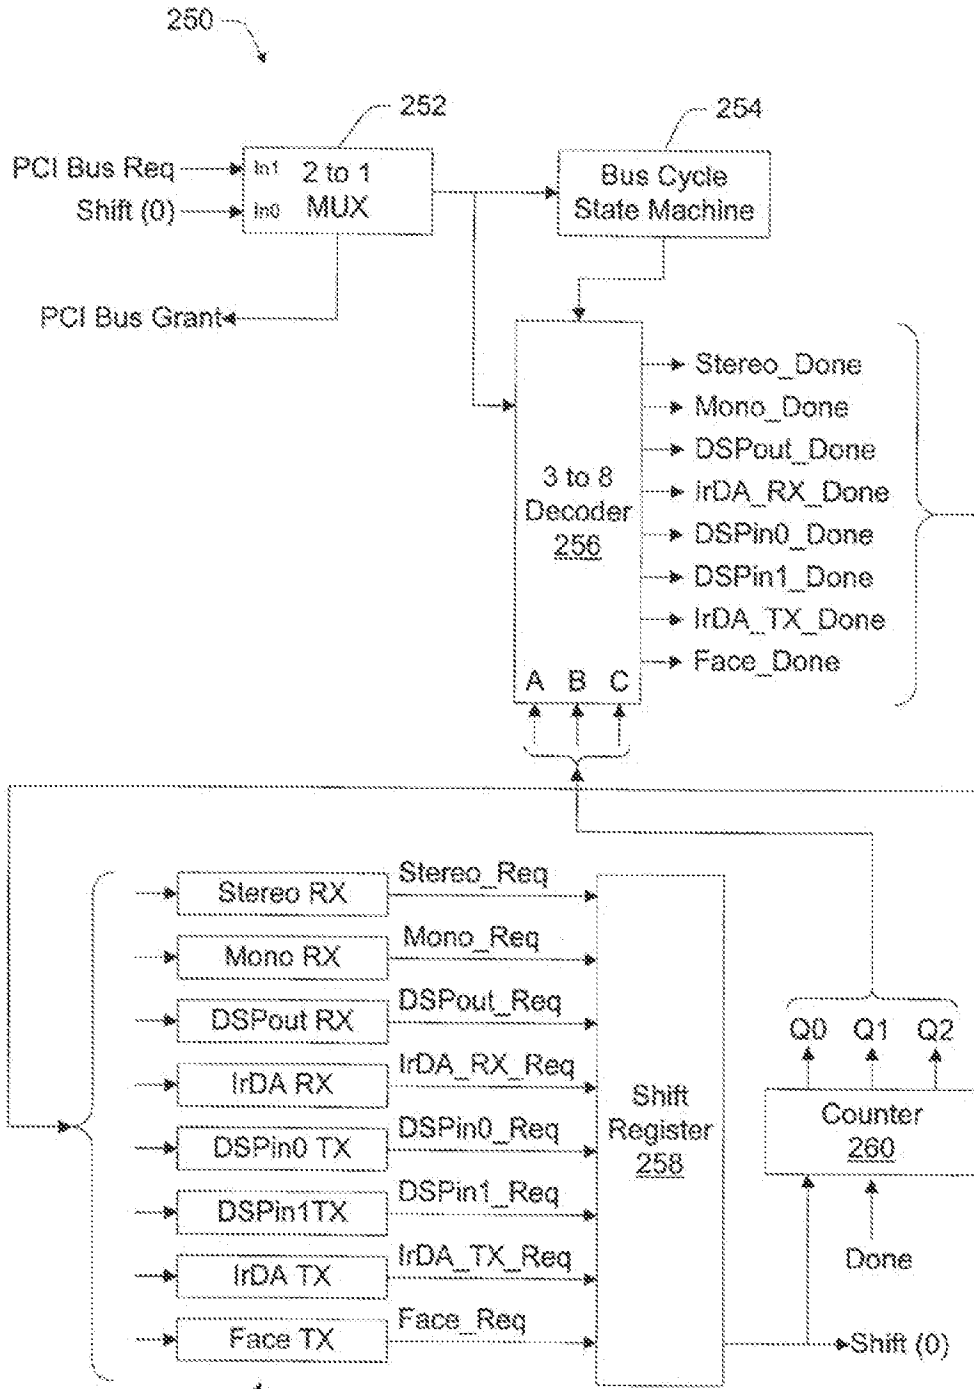 250
252
254
PCI Bus Req
In1
2 to 1
MUX
Shift (0)
In0
Bus Cycle
State Machine
PCI Bus Grant
Stereo_Done
Mono_Done
DSPout_Done
3 to 8
Decoder
256
IrDA_RX_Done
DSPin0_Done
DSPin1_Done
IrDA_TX_Done
Face_Done
A B C
Stereo RX
Stereo_Req
Mono RX
Mono_Req
DSPout RX
DSPout_Req
IrDA RX
IrDA_RX_Req
DSPin0 TX
DSPin0_Req
DSPin1TX
DSPin1_Req
IrDA TX
IrDA_TX_Req
Face TX
Face_Req
Shift
Register
258
Q0 Q1 Q2
Counter
260
Done
Shift (0)